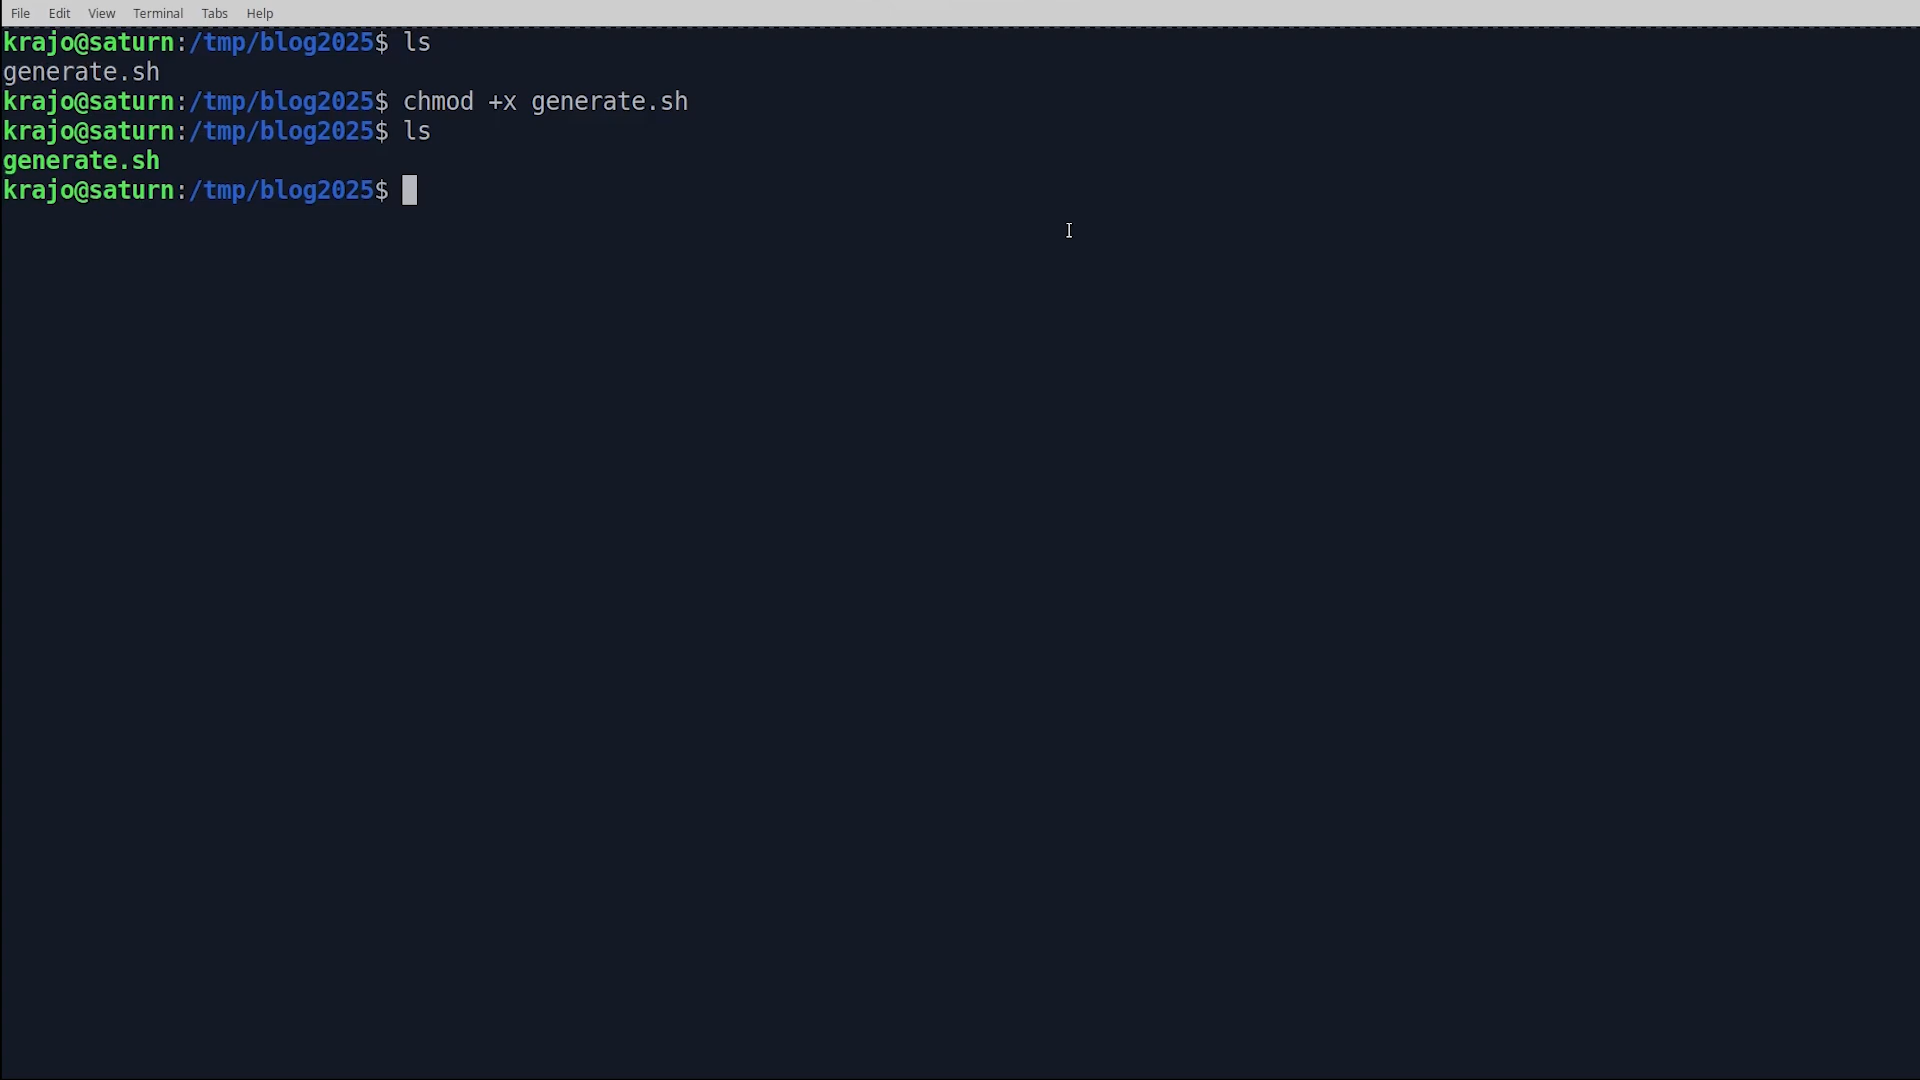 File Edit View Terminal Tabs Help
krajo@saturn:/tmp/blog2025$ ls
generate.sh
krajo@saturn:/tmp/blog2025$ chmod +x generate.sh
krajo@saturn:/tmp/blog2025$ ls
generate.sh
krajo@saturn:/tmp/blog2025$